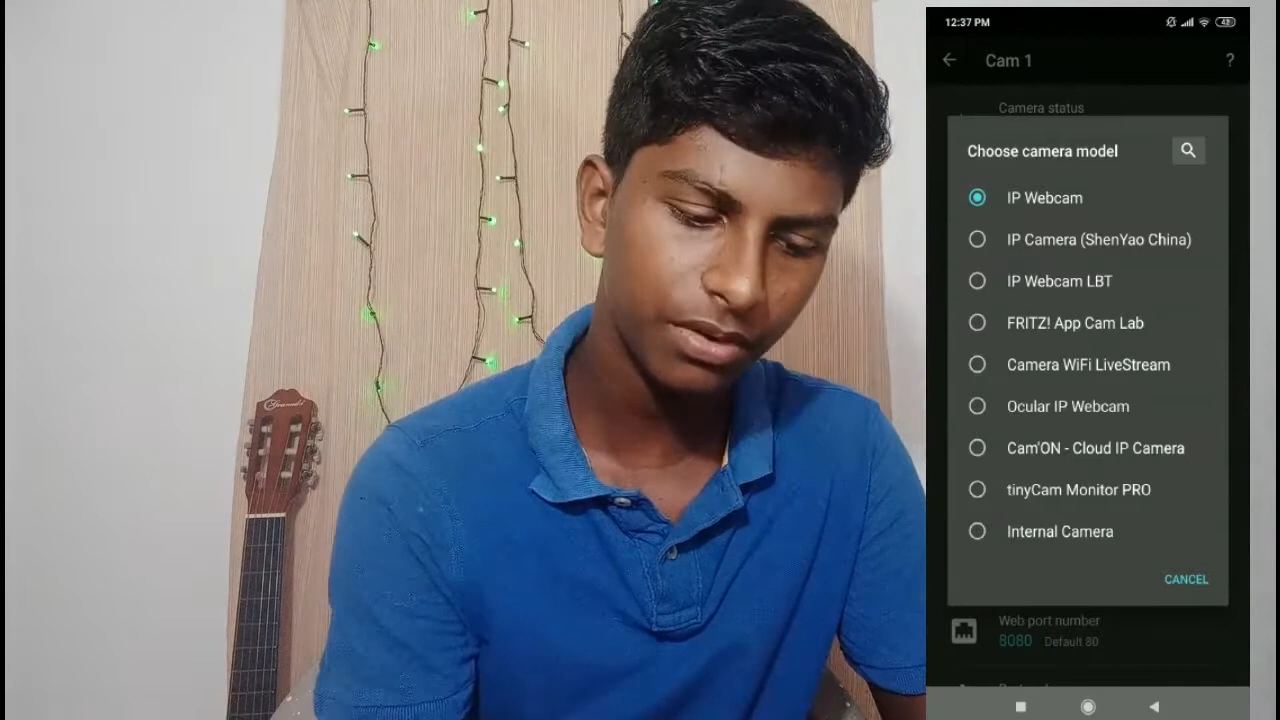 12:37 PM
42
Cam 1
?
Camera status
Choose camera model
IP Webcam
IP Camera (ShenYao China)
IP Webcam LBT
FRITZ! App Cam Lab
Camera WiFi LiveStream
Ocular IP Webcam
Cam'ON - Cloud IP Camera
tinyCam Monitor PRO
Internal Camera
CANCEL
Web port number
8080 Default 80